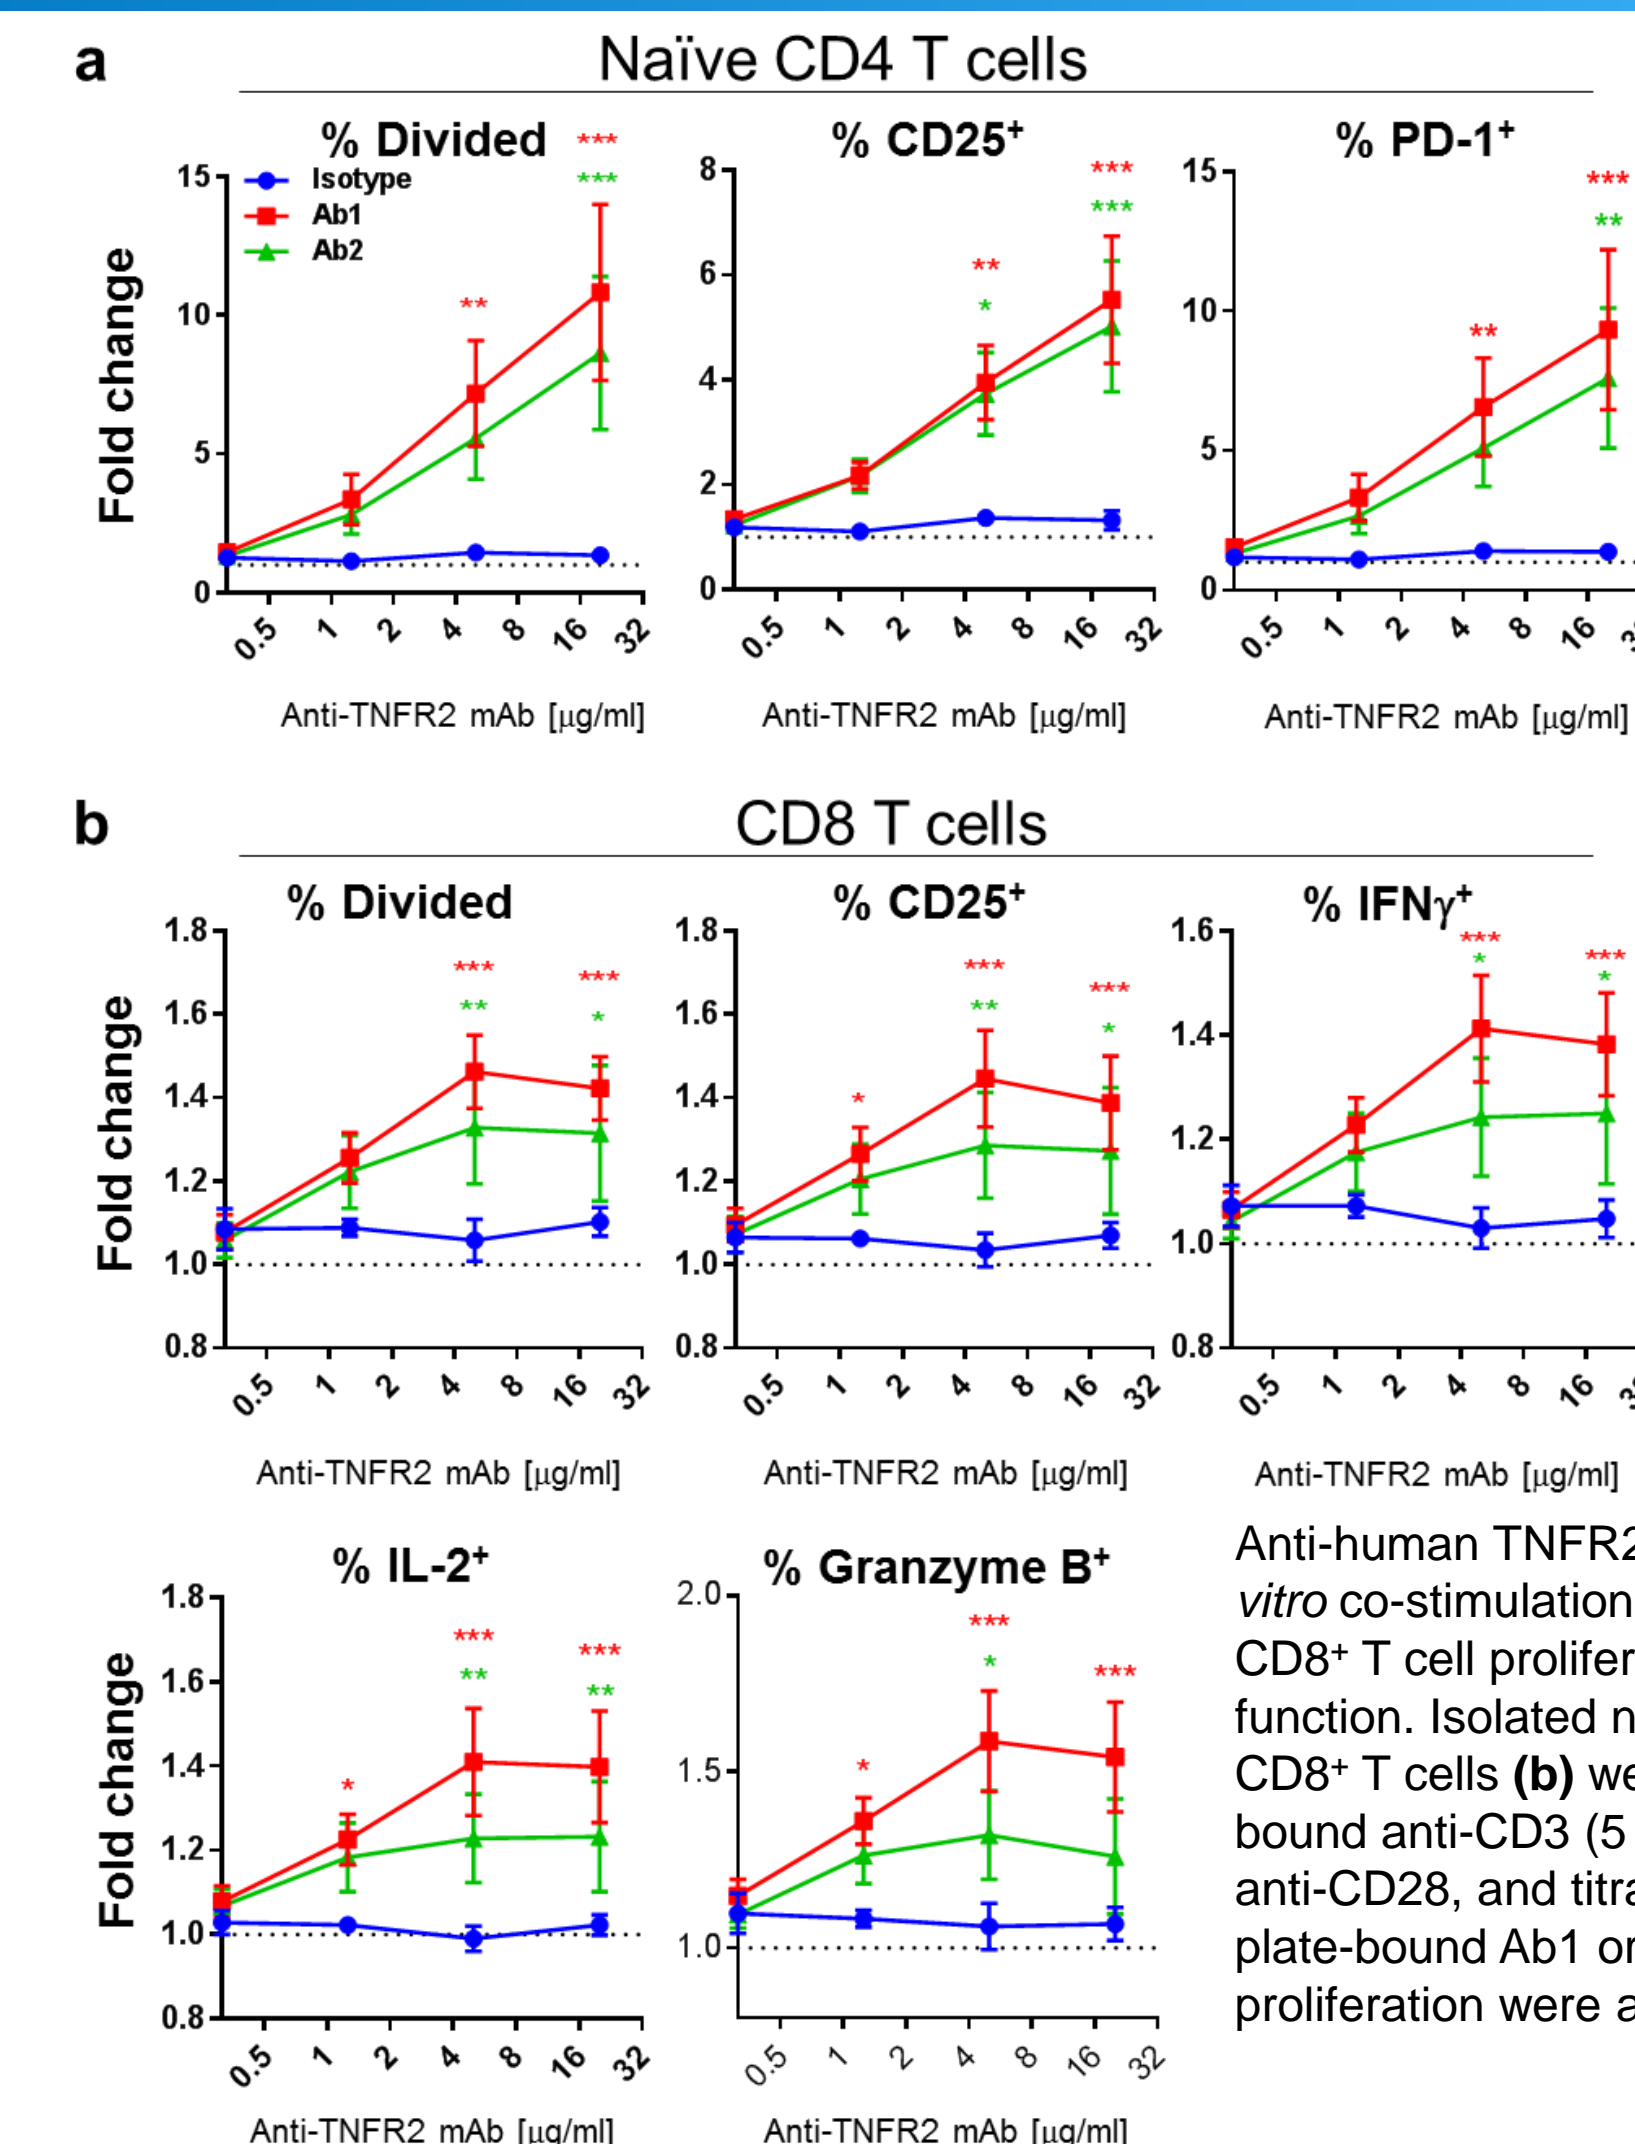 a
Naïve CD4 T cells
% Divided
***
***
15
Isotype
Ab1
Ab2
**
10
5
0
Fold change
0.5 1 2 4 8 16 32
Anti-TNFR2 mAb [µg/ml]
% CD25+
***
***
8
**
*
6
4
2
0
0.5 1 2 4 8 16 32
Anti-TNFR2 mAb [µg/ml]
% PD-1+
***
**
15
**
10
5
0
0.5 1 2 4 8 16
Anti-TNFR2 mAb [µg/ml]
b
CD8 T cells
% Divided
1.8
***
**
***
*
1.6
1.4
1.2
1.0
0.8
Fold change
0.5 1 2 4 8 16 32
Anti-TNFR2 mAb [µg/ml]
% CD25+
1.8
***
**
***
*
1.6
*
1.4
1.2
1.0
0.8
0.5 1 2 4 8 16 32
Anti-TNFR2 mAb [µg/ml]
% IFNγ+
1.6
***
*
***
*
1.4
1.2
1.0
0.8
0.5 1 2 4 8 16
Anti-TNFR2 mAb [µg/ml]
% IL-2+
1.8
***
**
***
**
1.6
*
1.4
1.2
1.0
0.8
Fold change
0.5 1 2 4 8 16 32
Anti-TNFR2 mAb [µg/ml]
% Granzyme B+
2.0
***
*
***
*
1.5
1.0
0.5 1 2 4 8 16 32
Anti-TNFR2 mAb [µg/ml]
Anti-human TNFR2
vitro co-stimulation
CD8+ T cell prolifer
function. Isolated n
CD8+ T cells (b) we
bound anti-CD3 (5
anti-CD28, and titra
plate-bound Ab1 or
proliferation were a